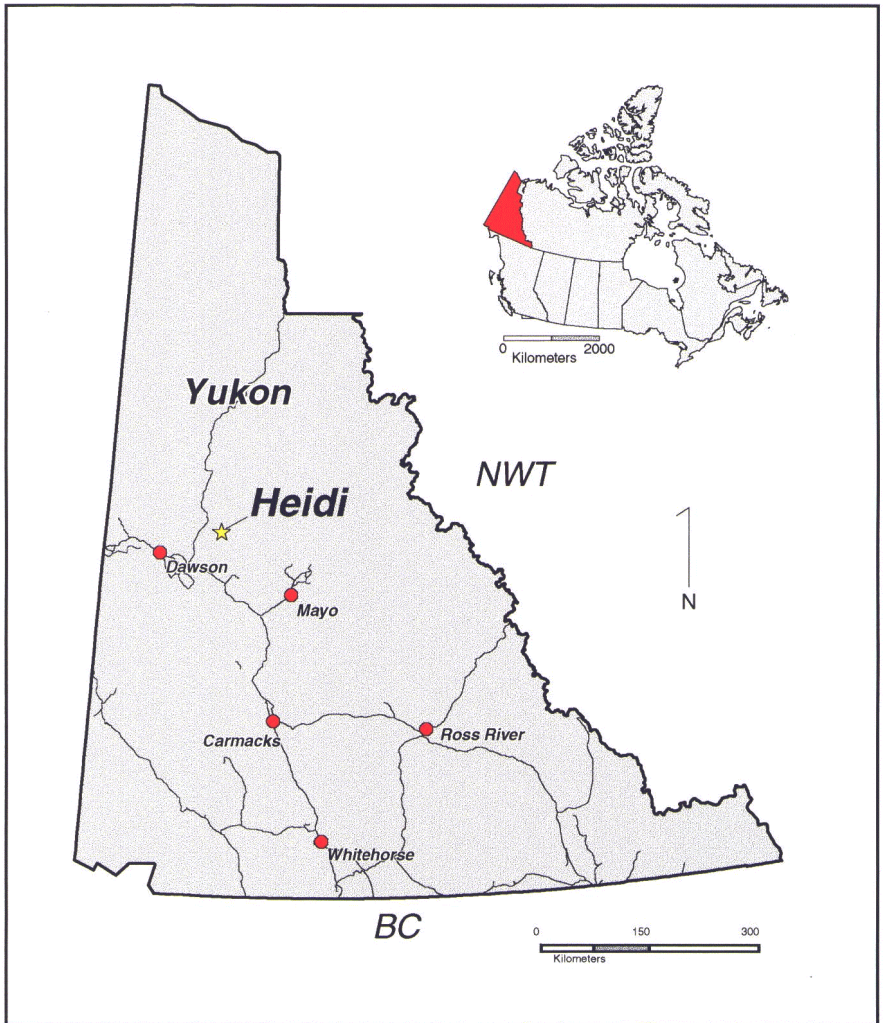 0 2000
Kilometers
Yukon
NWT
Heidi
Dawson
N
Mayo
Ross River
Carmacks
Whitehorse
BC
0 150 300
Kilometers